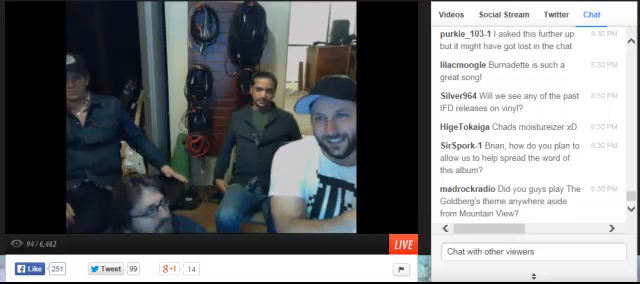 Videos Social Stream Twitter Chat
purkie_103-1 I asked this further up 8:30 PM
but it might have got lost in the chat
lilacmoogle Burnadette is such a 8:30 PM
great song!
Silver964 Will we see any of the past 8:30 PM
IFD releases on vinyl?
HigeTokaiga Chads moistureizer xD 8:30 PM
SirSpork-1 Brian, how do you plan to 8:30 PM
allow us to help spread the word of
this album?
madrockradio Did you guys play The 8:30 PM
Goldberg's theme anywhere aside
from Mountain View?
94 / 6,462 LIVE
Chat with other viewers
Like 251 Tweet 99 g+1 14